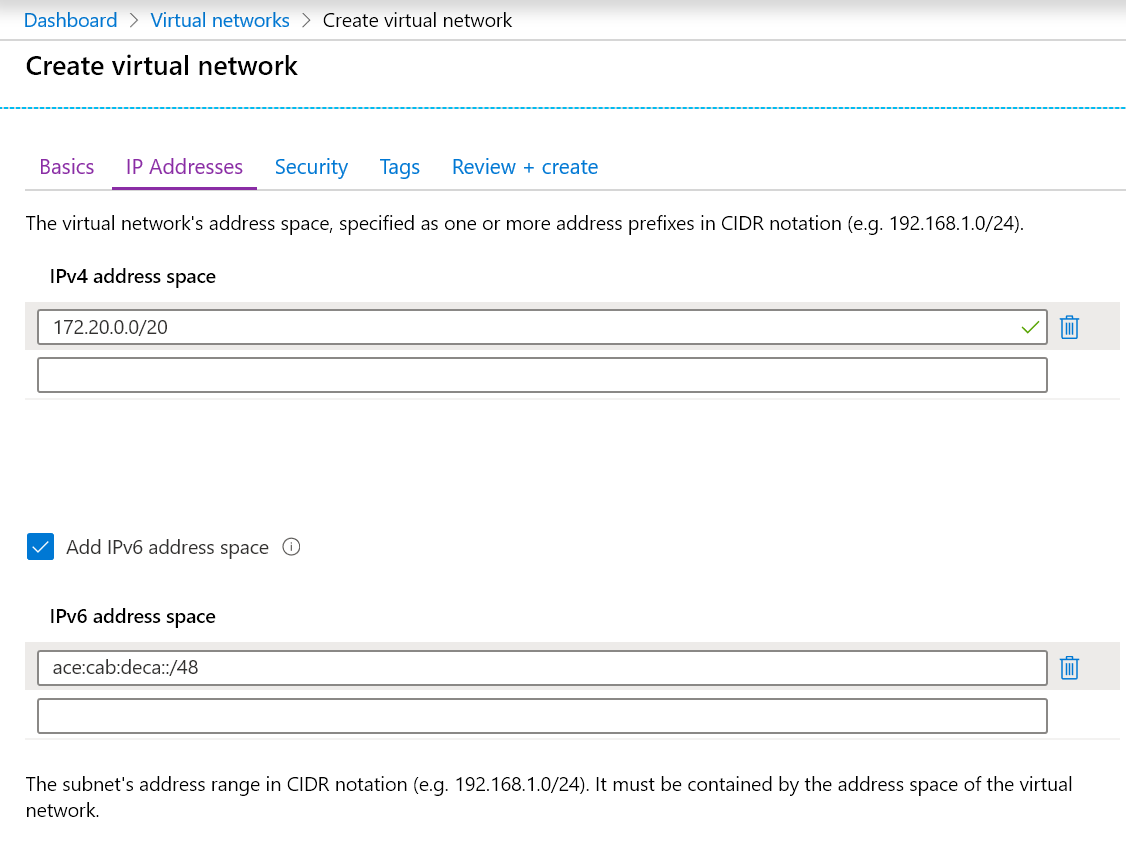 Dashboard > Virtual networks > Create virtual network
Create virtual network
Basics IP Addresses Security Tags Review + create
The virtual network's address space, specified as one or more address prefixes in CIDR notation (e.g. 192.168.1.0/24).
IPv4 address space
172.20.0.0/20
Add IPv6 address space
IPv6 address space
ace:cab:deca::/48
The subnet's address range in CIDR notation (e.g. 192.168.1.0/24). It must be contained by the address space of the virtual
network.